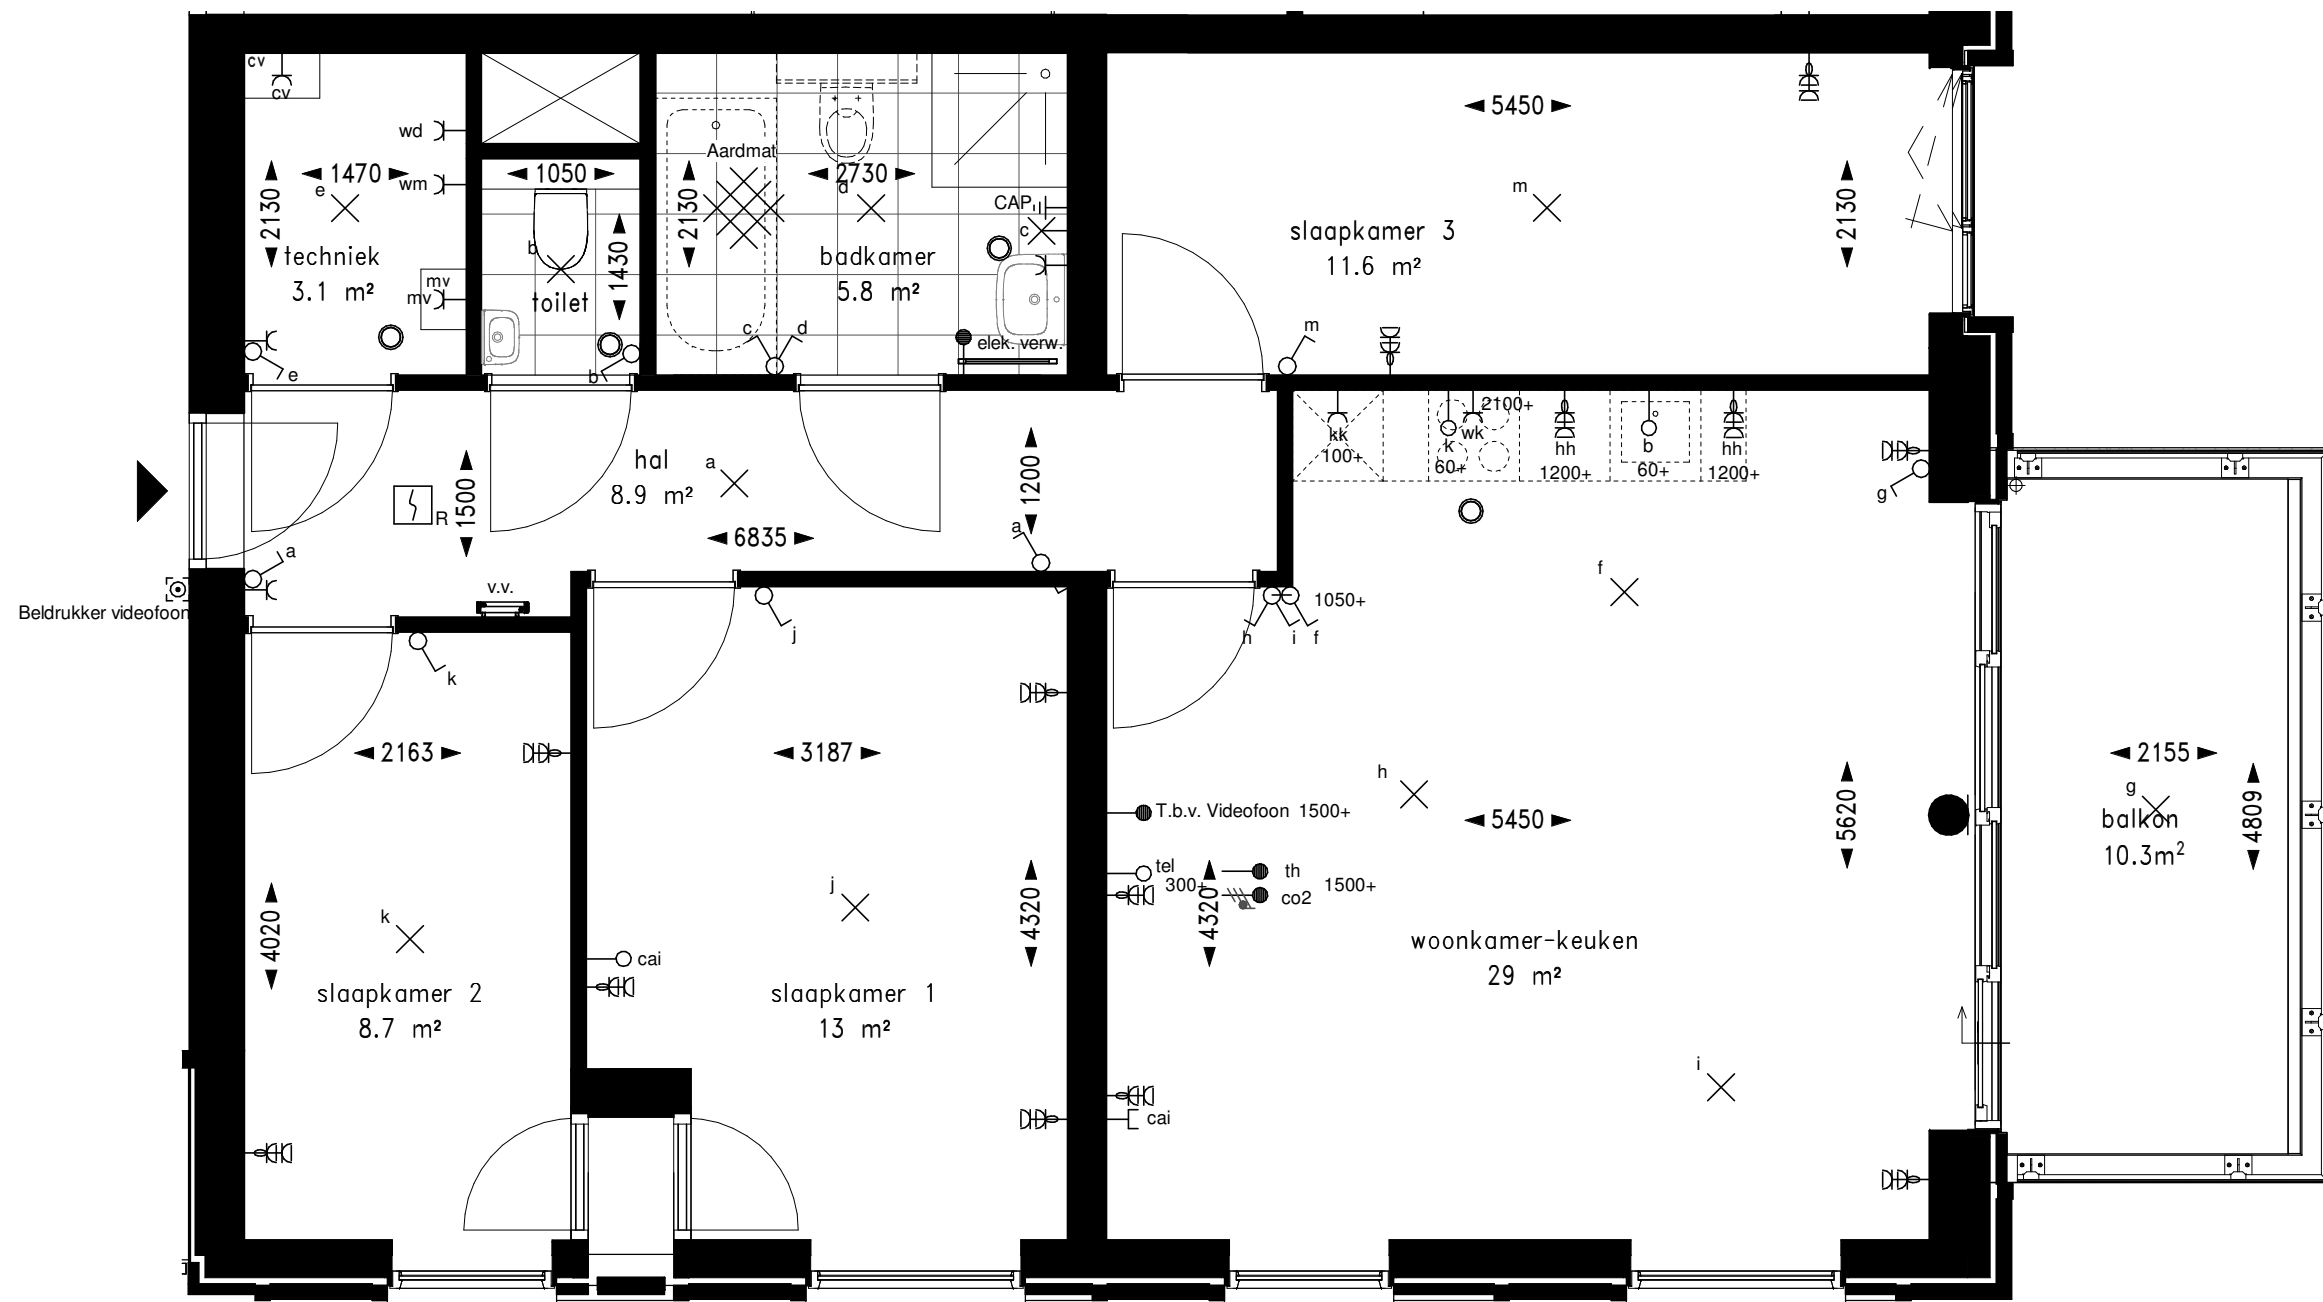 cv
cv
wd
wm
1470
e
2130
techniek
3.1 m²
mv
mv
e
1050
b
1430
toilet
b
Aardmat
2130
2730
d
badkamer
5.8 m²
CAP
c
c
d
elek. verw.
5450
m
slaapkamer 3
11.6 m²
2130
m
kk
100+
2100+
wk
k
60+
hh
1200+
b
60+
hh
1200+
g
hal
8.9 m²
a
1500
R
6835
1200
a
a
v.v.
Beldrukker videofoon
j
k
h
i
f
1050+
f
2163
3187
h
5450
5620
T.b.v. Videofoon 1500+
tel
300+
th
co2
1500+
4320
2155
g
balkon
10.3m²
4809
4020
k
slaapkamer 2
8.7 m²
cai
j
slaapkamer 1
13 m²
4320
woonkamer-keuken
29 m²
i
cai